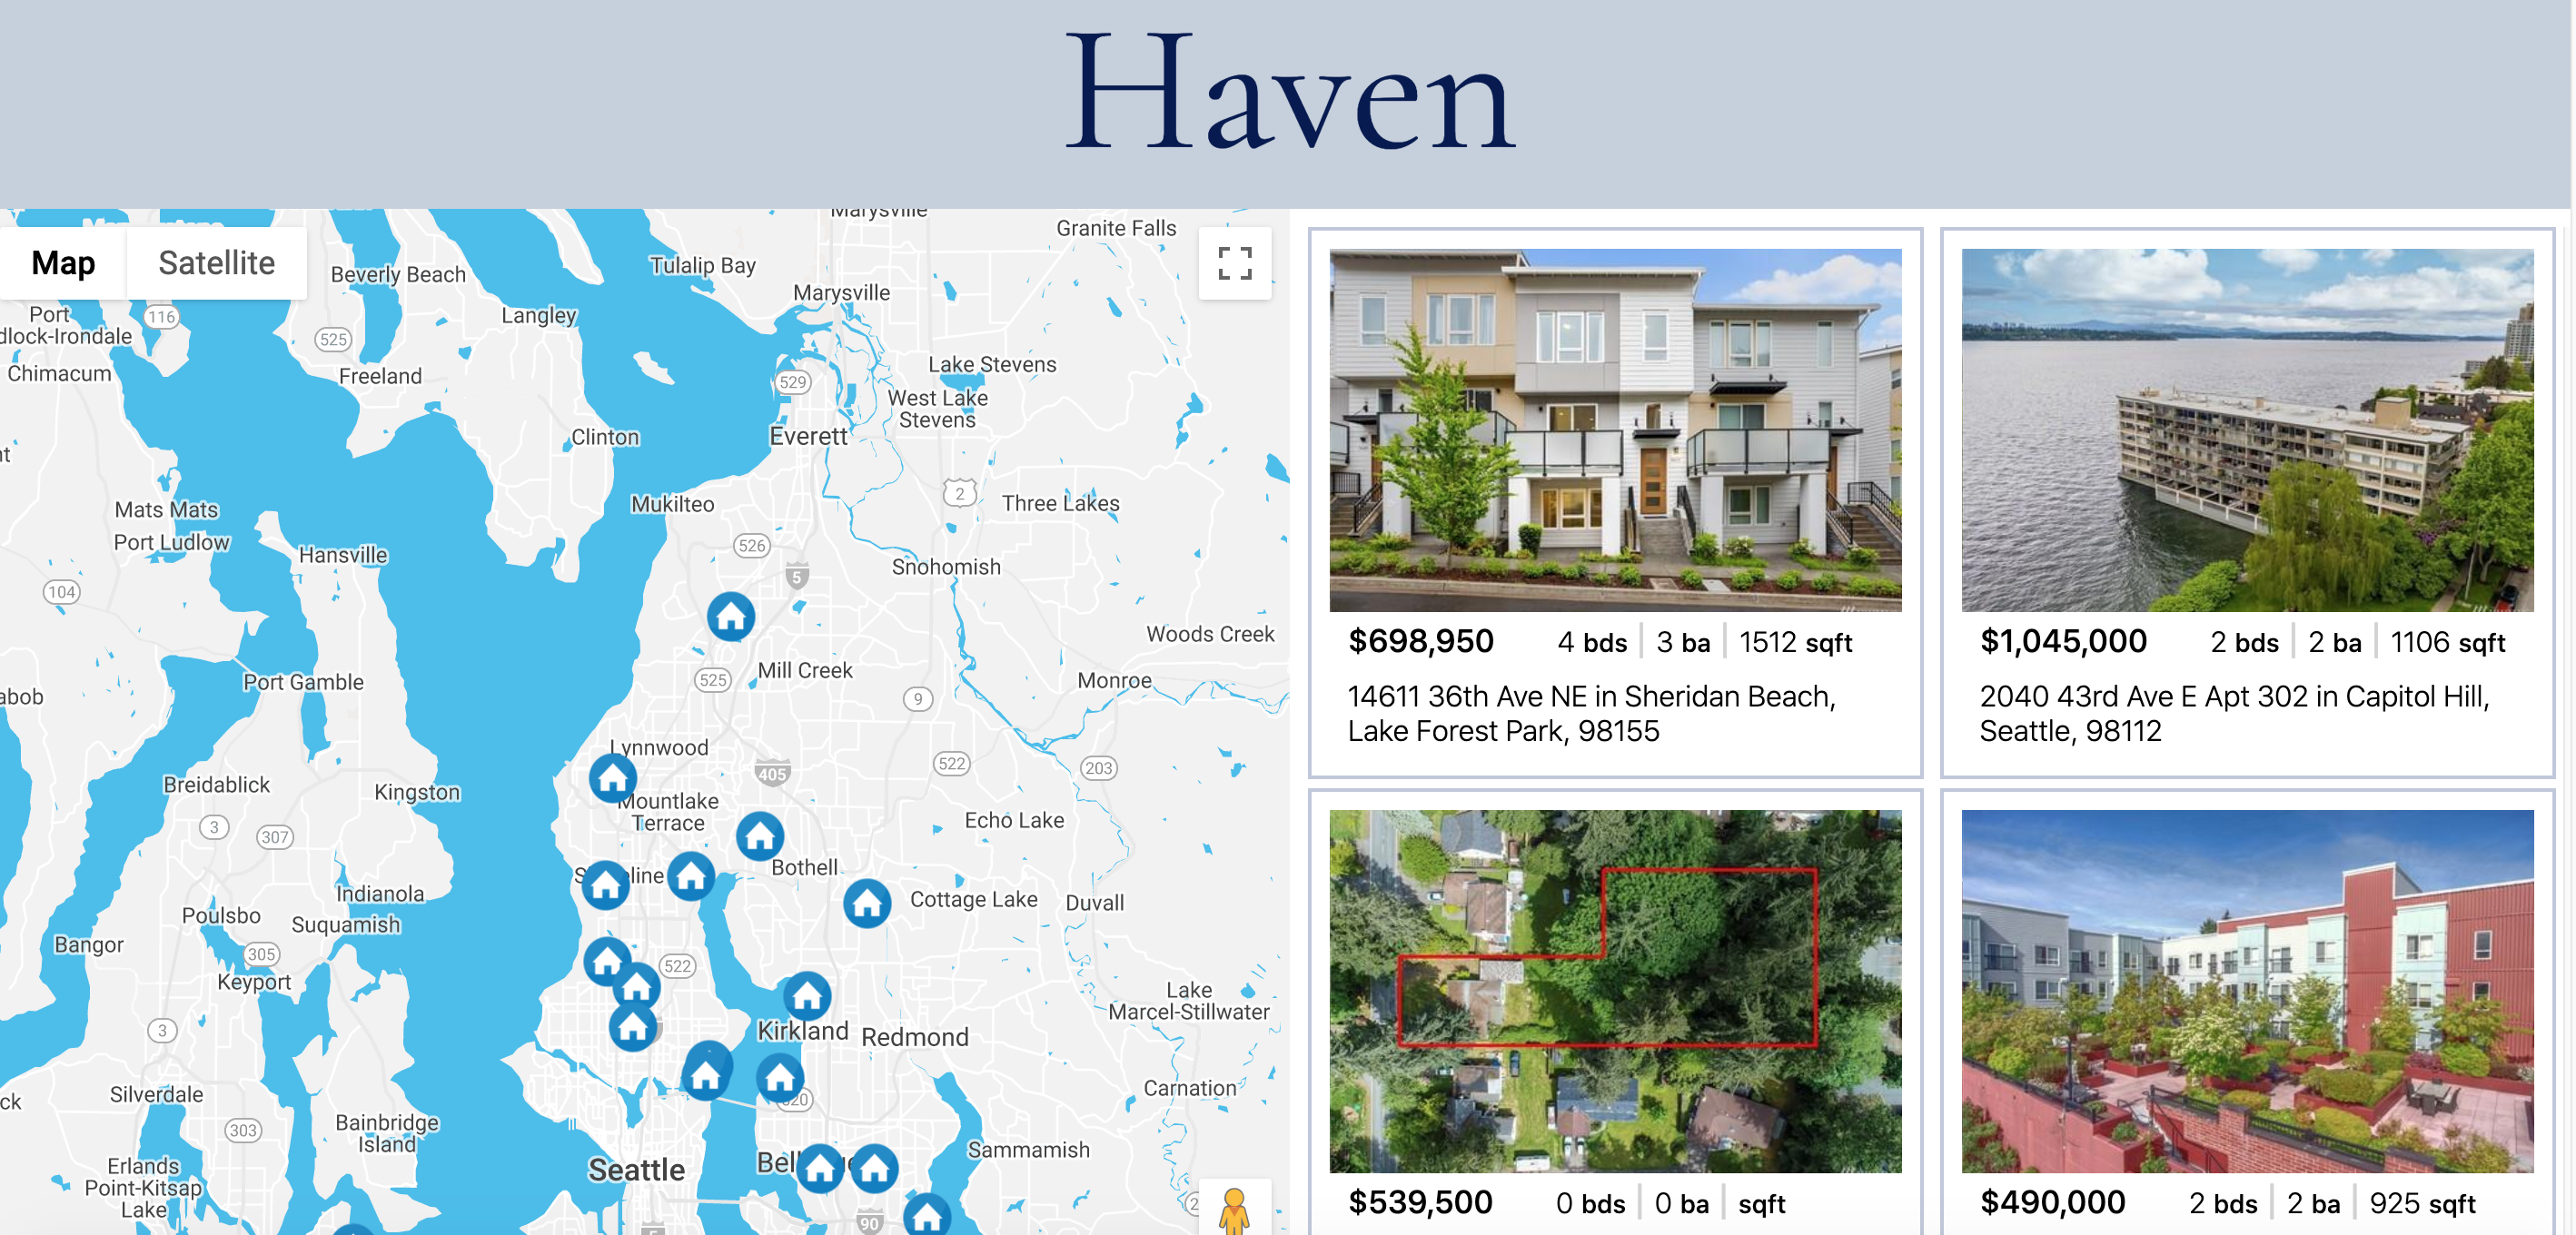 Haven
Map
Satellite
Marysville
Granite Falls
Beverly Beach
Tulalip Bay
Marysville
Port
dlock-Irondale
116
525
Langley
Chimacum
Freeland
529
Lake Stevens
West Lake
Stevens
Clinton
Everett
2
Three Lakes
Mats Mats
Mukilteo
Port Ludlow
Hansville
526
5
Snohomish
104
Woods Creek
Port Gamble
525
Mill Creek
9
Monroe
abob
Lynnwood
Breidablick
Kingston
405
522
203
Mountlake
Terrace
3
307
Echo Lake
Bothell
Indianola
Cottage Lake
Duvall
Poulsbo
Suquamish
Bangor
305
Keyport
522
Lake
Marcel-Stillwater
3
Kirkland
Redmond
Silverdale
Carnation
ck
303
Bainbridge
Island
Sammamish
Erlands
Point-Kitsap
Lake
Seattle
90
5
$698,950 4 bds 3 ba 1512 sqft
14611 36th Ave NE in Sheridan Beach,
Lake Forest Park, 98155
$1,045,000 2 bds 2 ba 1106 sqft
2040 43rd Ave E Apt 302 in Capitol Hill,
Seattle, 98112
$539,500 0 bds 0 ba sqft
$490,000 2 bds 2 ba 925 sqft